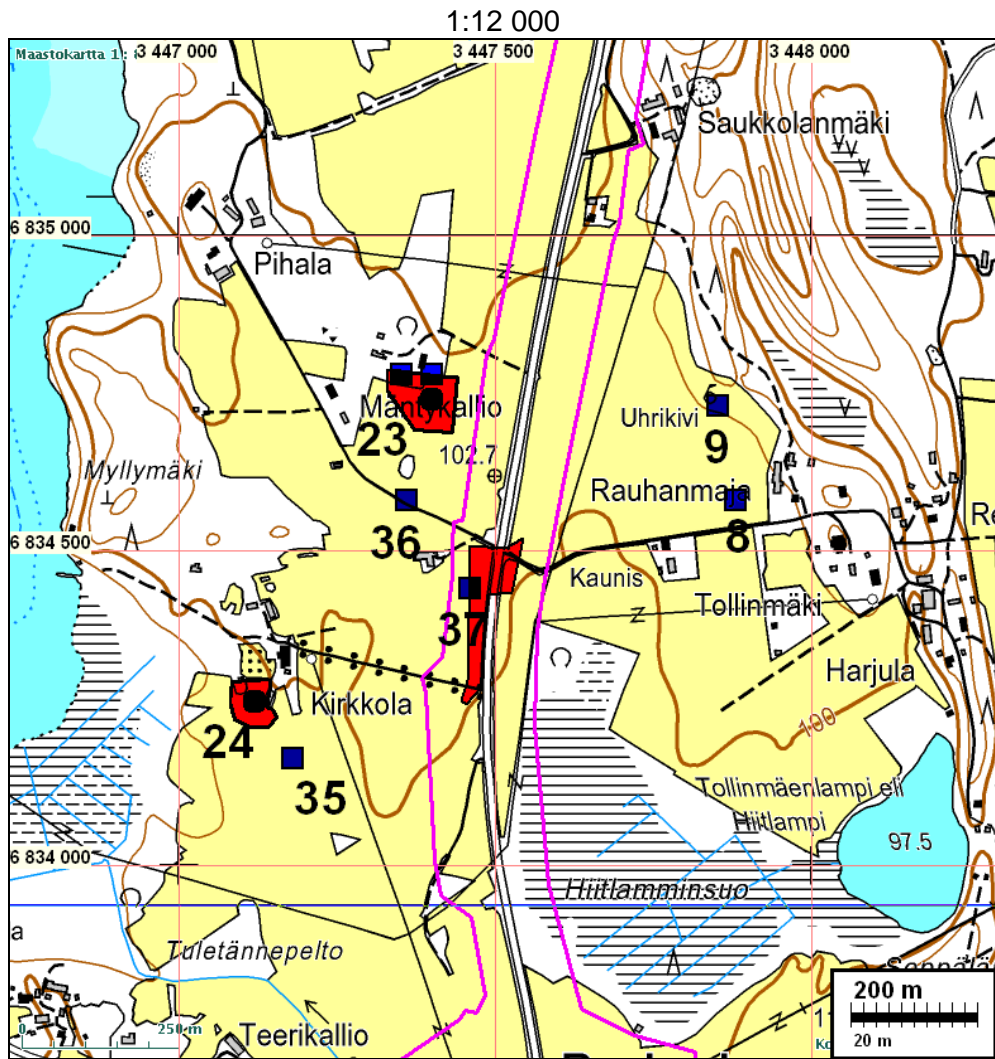 1:12 000
Maastokartta 1 :
3 447 000
3 447 500
3 448 000
Saukkolanmäki
6 835 000
Pihala
Mäntykallio
23
Uhrikivi
9
102.7
Myllymäki
Rauhanmaja
8
36
6 834 500
Kaunis
Tollinmäki
37
Harjula
Kirkkola
24
100
35
Tollinmäenlampi eli
Hiitlampi
97.5
6 834 000
Hiitlamminsuo
a
Tuletännepelto
200 m
20 m
0
250 m
Teerikallio